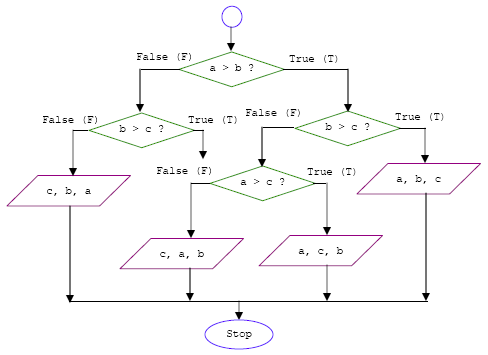 False (F)
a > b ?
True (T)
False (F)
b > c ?
True (T)
False (F)
b > c ?
True (T)
c, b, a
False (F)
a > c ?
True (T)
a, b, c
c, a, b
a, c, b
Stop